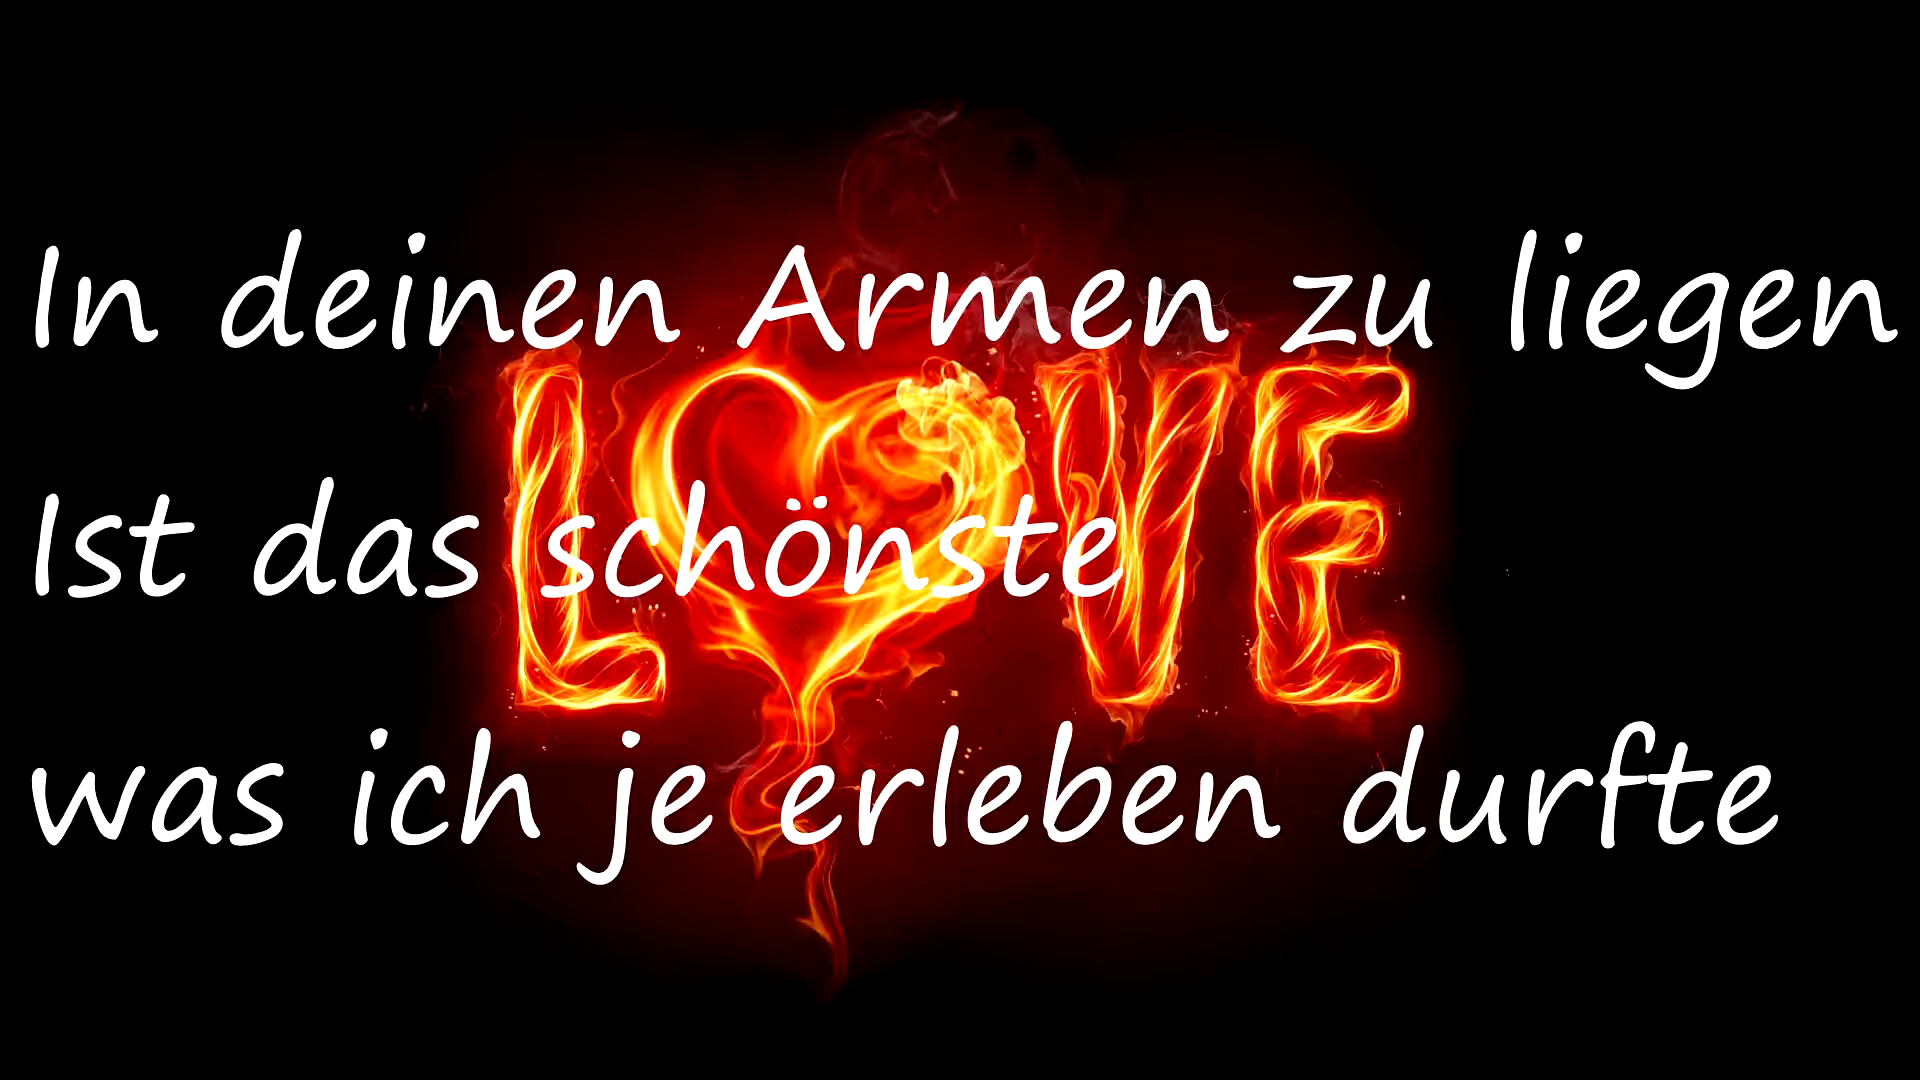 In deinen Armen zu liegen
LOVE
Ist das schönste
was ich je erleben durfte